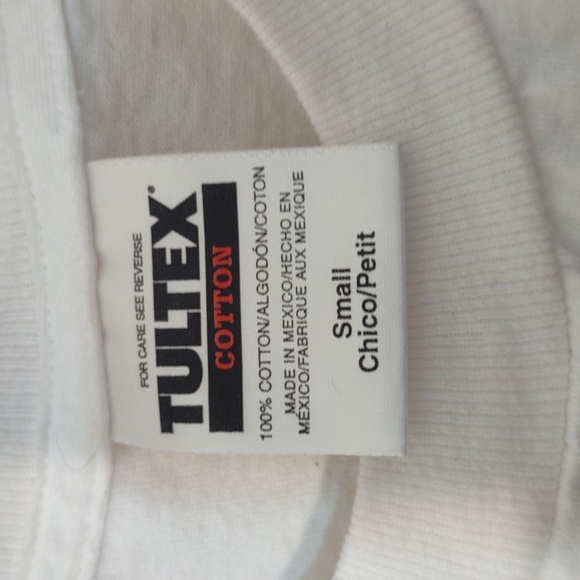 FOR CARE SEE REVERSE
TULTEX®
COTTON
100% COTTON/ALGODÓN/COTON
MADE IN MEXICO/HECHO EN
MÉXICO/FABRIQUE AUX MEXIQUE
Small
Chico/Petit